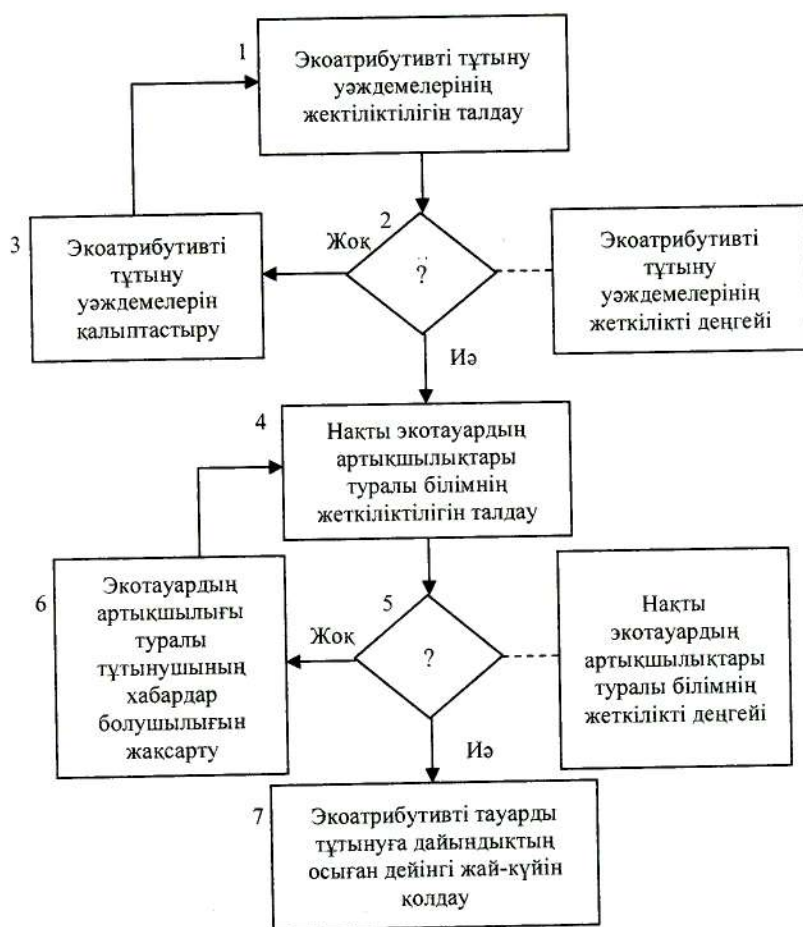 1
Экоатрибутивті тұтыну
уәждемелерінің
жектіліктілігін талдау
2
Жоқ
?
3
Экоатрибутивті
тұтыну
уәждемелерін
қалыптастыру
Экоатрибутивті
тұтыну
уәждемелерінің
жеткілікті деңгейі
Иә
4
Нақты экотауардың
артықшылықтары
туралы білімнің
жеткіліктілігін талдау
5
Жоқ
?
6
Экотауардың
артықшылығы
туралы
тұтынушының
хабардар
болушылығын
жақсарту
Нақты
экотауардың
артықшылықтары
туралы білімнің
жеткілікті деңгейі
Иә
7
Экоатрибутивті тауарды
тұтынуға дайындықтың
осыған дейінгі жай-күйін
қолдау